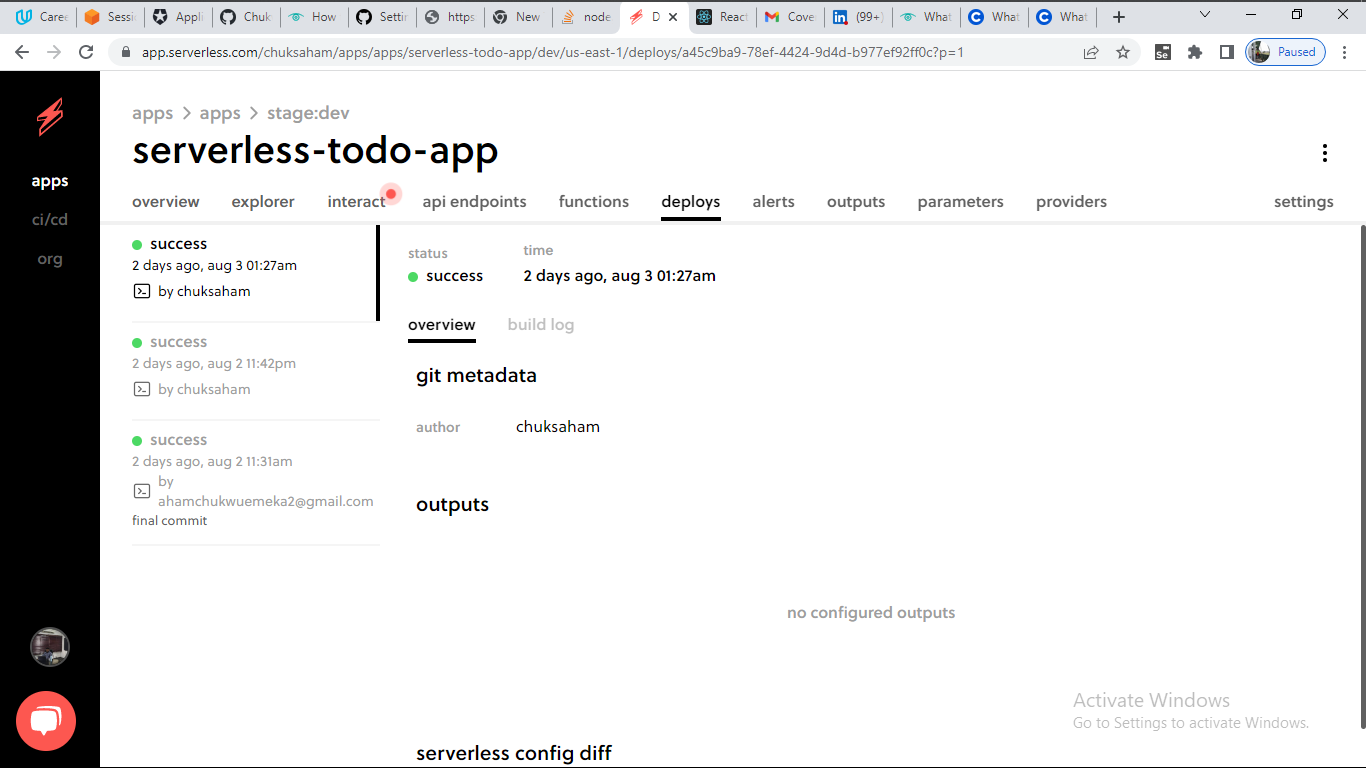 Caree
Sessi
Appli
Chuk
How
Settir
https
New
node
D
React
Cove
(99+)
What
What
What
app.serverless.com/chuksaham/apps/apps/serverless-todo-app/dev/us-east-1/deploys/a45c9ba9-78ef-4424-9d4d-b977ef92ff0c?p=1
Se
Paused
apps > apps > stage:dev
serverless-todo-app
apps
ci/cd
org
overview explorer interact api endpoints functions deploys alerts outputs parameters providers settings
success
2 days ago, aug 3 01:27am
by chuksaham
success
2 days ago, aug 2 11:42pm
by chuksaham
success
2 days ago, aug 2 11:31am
by
ahamchukwuemeka2@gmail.com
final commit
status time
success 2 days ago, aug 3 01:27am
overview build log
git metadata
author chuksaham
outputs
no configured outputs
serverless config diff
Activate Windows
Go to Settings to activate Windows.